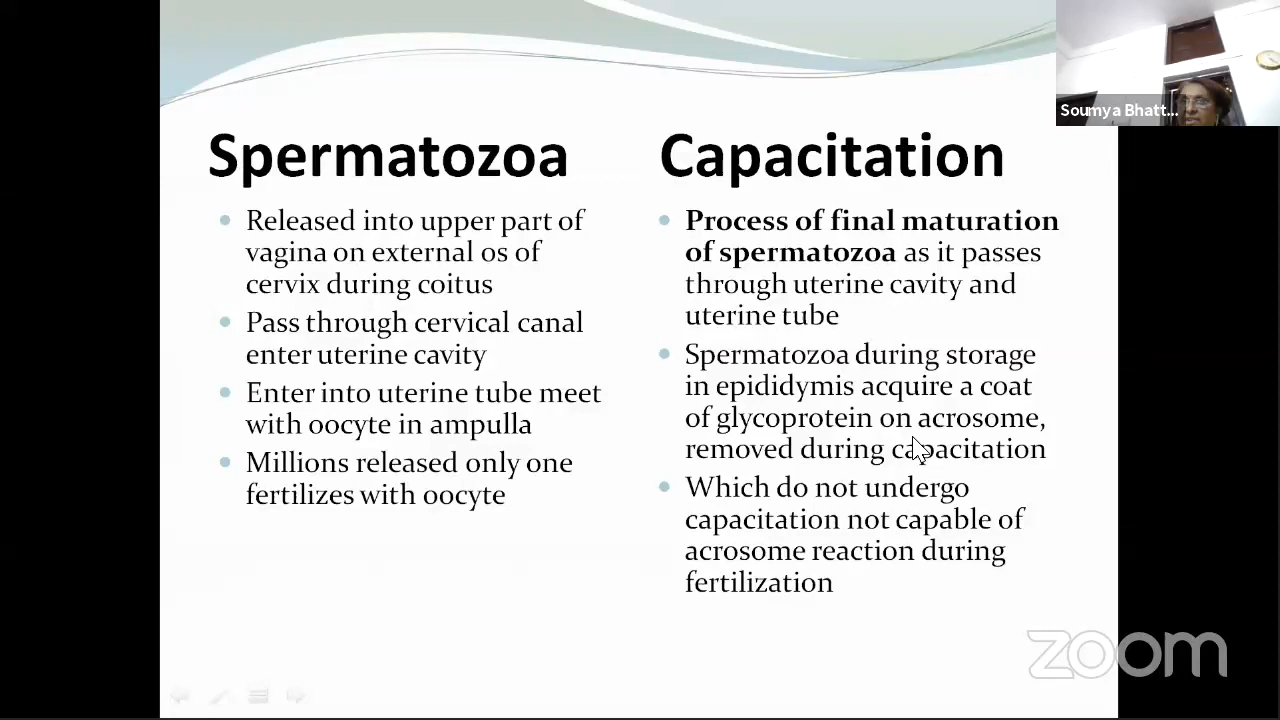 Soumya Bhatt...
Spermatozoa
Released into upper part of
vagina on external os of
cervix during coitus
Pass through cervical canal
enter uterine cavity
Enter into uterine tube meet
with oocyte in ampulla
Millions released only one
fertilizes with oocyte
Capacitation
Process of final maturation
of spermatozoa as it passes
through uterine cavity and
uterine tube
Spermatozoa during storage
in epididymis acquire a coat
of glycoprotein on acrosome,
removed during capacitation
Which do not undergo
capacitation not capable of
acrosome reaction during
fertilization
zoom